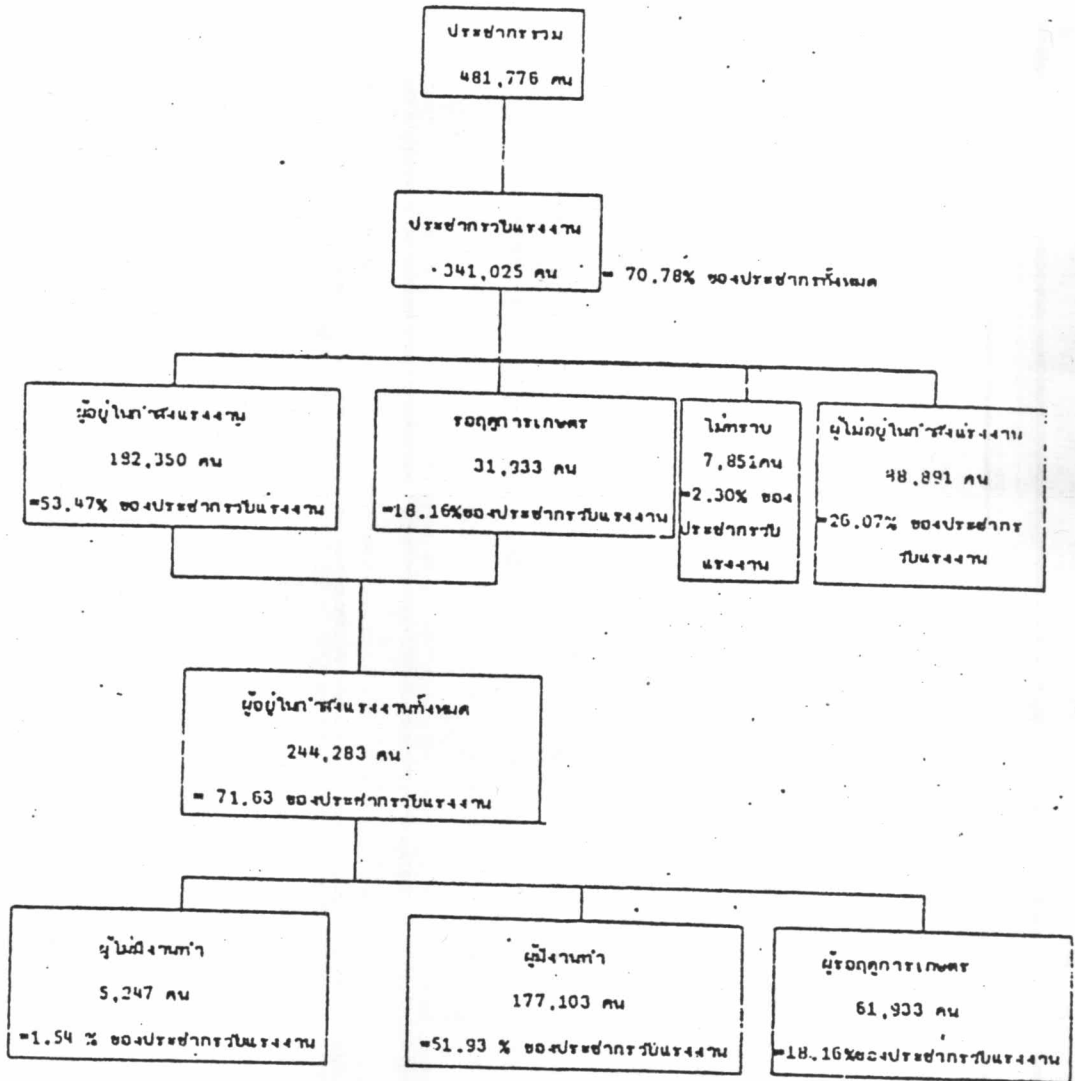 ประชากรรวม
481,776 คน
ประชากรวัยแรงงาน
341,025 คน = 70.78% ของประชากรทั้งหมด
ผู้อยู่ในกำลังแรงงาน
182,350 คน
=53.47% ของประชากรวัยแรงงาน
รอฤดูการเกษตร
31,933 คน
=18.16%ของประชากรวัยแรงงาน
ไม่ทราบ
7,851คน
=2.30% ของ
ประชากรวัย
แรงงาน
ผู้ไม่อยู่ในกำลังแรงงาน
88,891 คน
=26.07% ของประชากร
วัยแรงงาน
ผู้อยู่ในกำลังแรงงานทั้งหมด
244,283 คน
= 71.63 ของประชากรวัยแรงงาน
ผู้ไม่มีงานทำ
5,247 คน
=1.54 % ของประชากรวัยแรงงาน
ผู้มีงานทำ
177,103 คน
=51.93 % ของประชากรวัยแรงงาน
ผู้รอฤดูการเกษตร
61,933 คน
=18.16%ของประชากรวัยแรงงาน